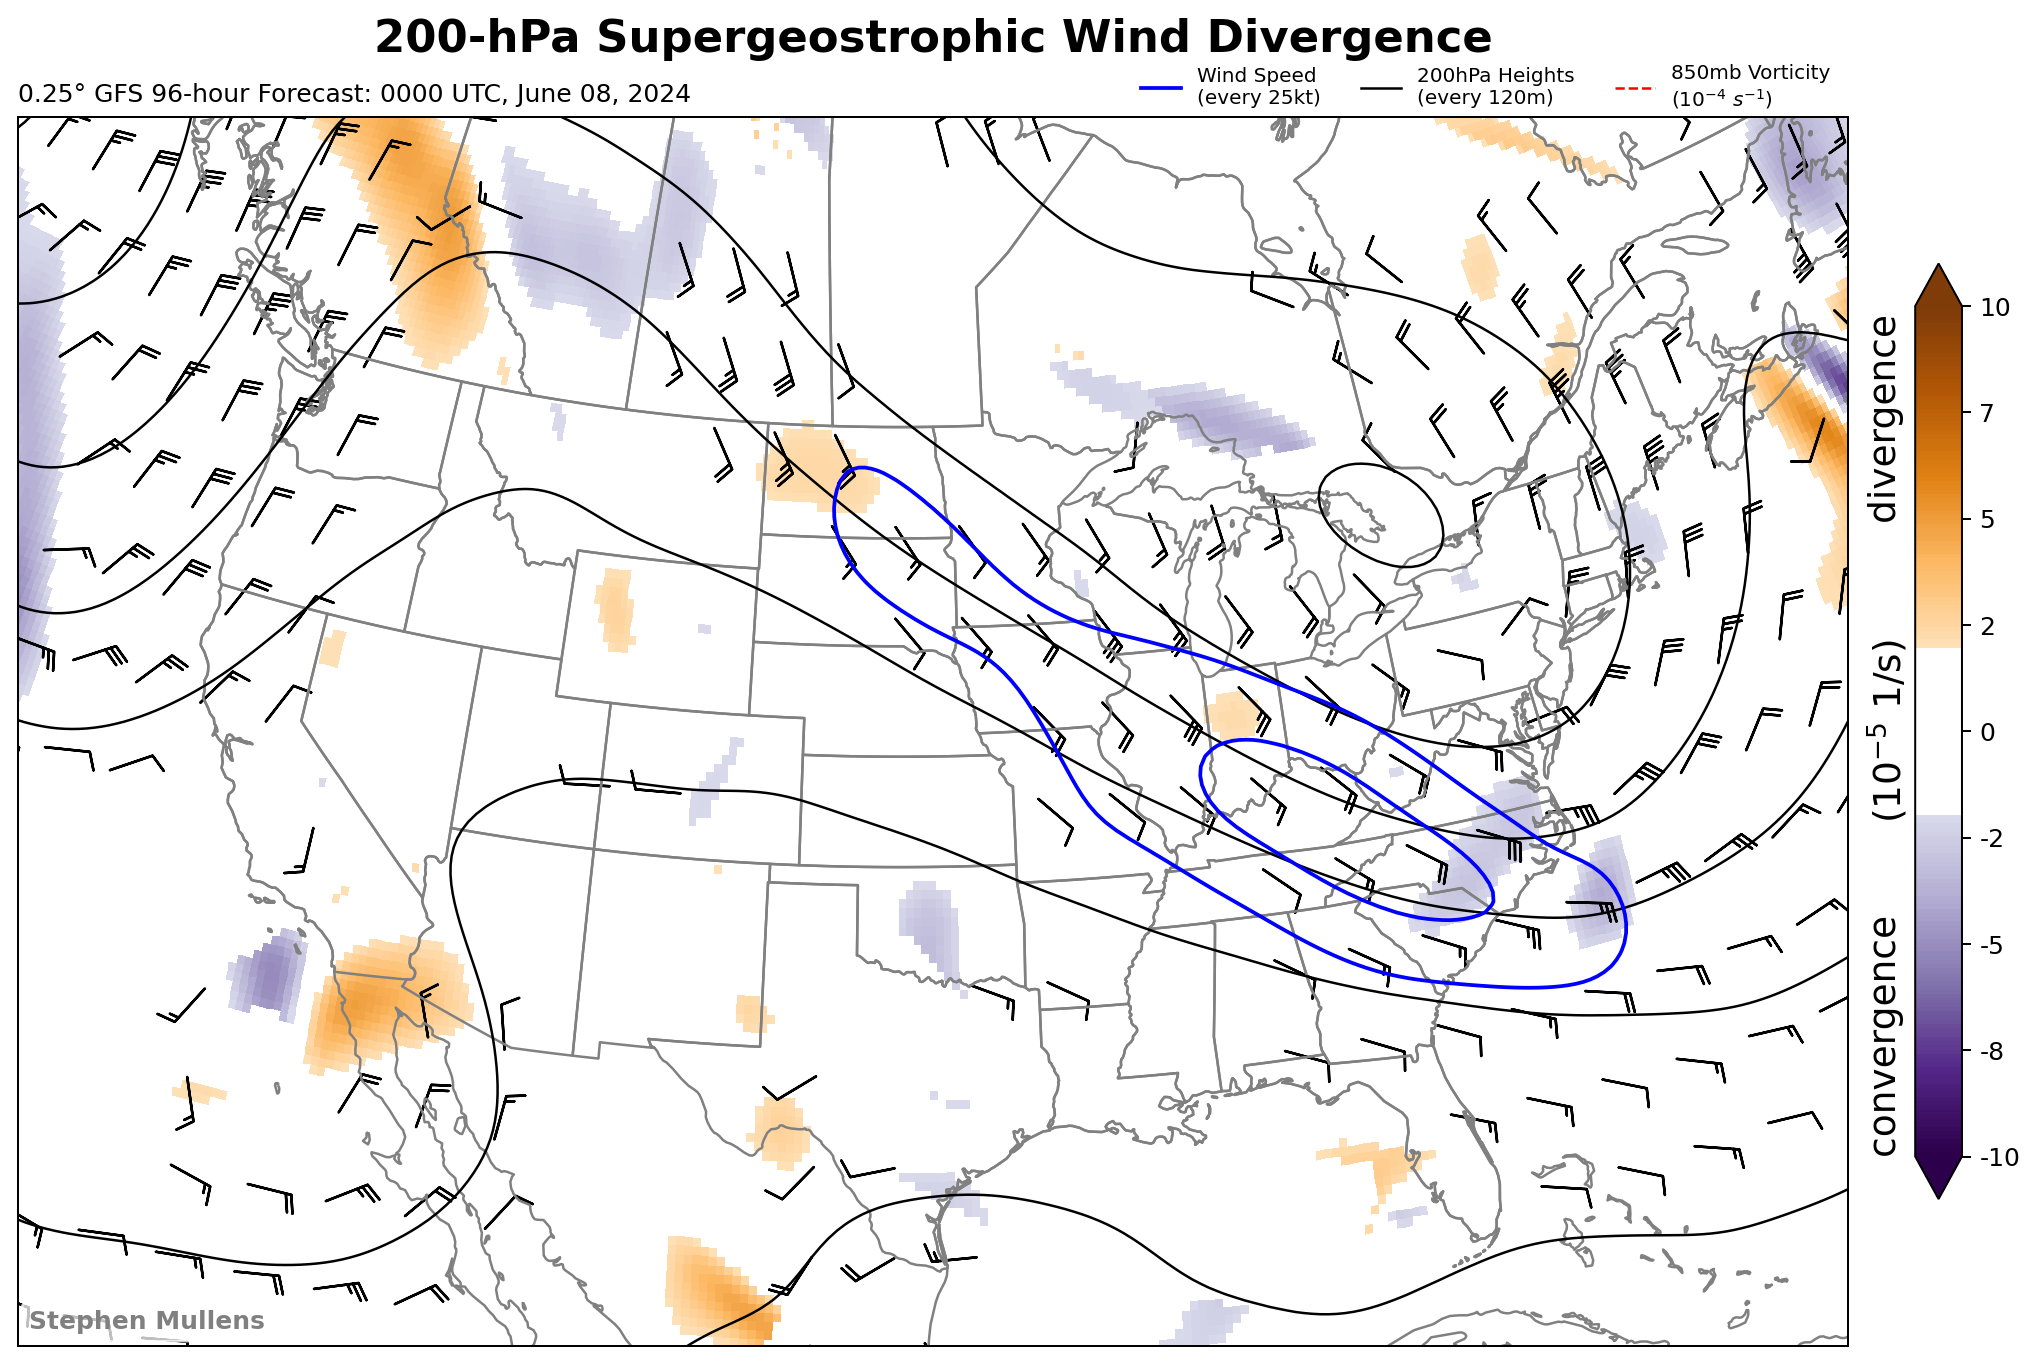 200-hPa Supergeostrophic Wind Divergence
0.25° GFS 96-hour Forecast: 0000 UTC, June 08, 2024
Wind Speed
(every 25kt)
200hPa Heights
(every 120m)
850mb Vorticity
(10⁻⁴ s⁻¹)
10
7
5
2
0
-2
-5
-8
-10
convergence (10⁻⁵ 1/s) divergence
Stephen Mullens